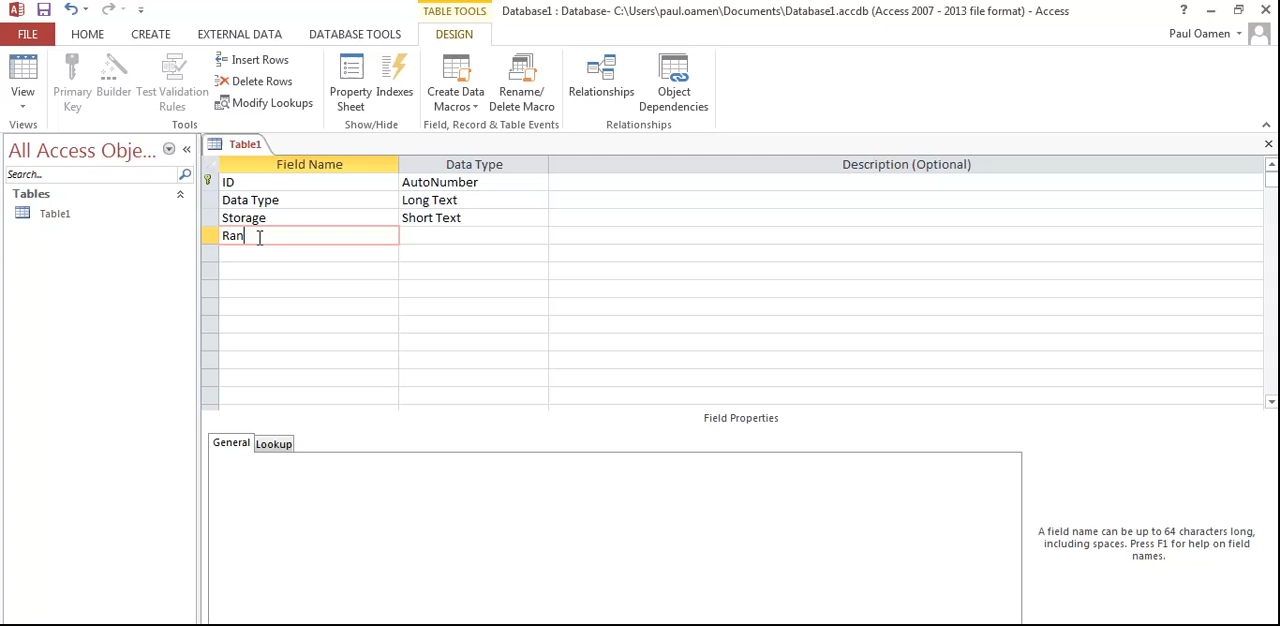 TABLE TOOLS
Database1 : Database- C:\Users\paul.oamen\Documents\Database1.accdb (Access 2007 - 2013 file format) - Access
?
FILE
HOME
CREATE
EXTERNAL DATA
DATABASE TOOLS
DESIGN
Paul Oamen
View
Primary
Key
Builder
Test Validation
Rules
Insert Rows
Delete Rows
Modify Lookups
Property
Sheet
Indexes
Create Data
Macros
Rename/
Delete Macro
Relationships
Object
Dependencies
Views
Tools
Show/Hide
Field, Record & Table Events
Relationships
All Access Obje...
Search...
Tables
Table1
Table1
Field Name
Data Type
Description (Optional)
ID
AutoNumber
Data Type
Long Text
Storage
Short Text
Ran
Field Properties
General
Lookup
A field name can be up to 64 characters long,
including spaces. Press F1 for help on field
names.